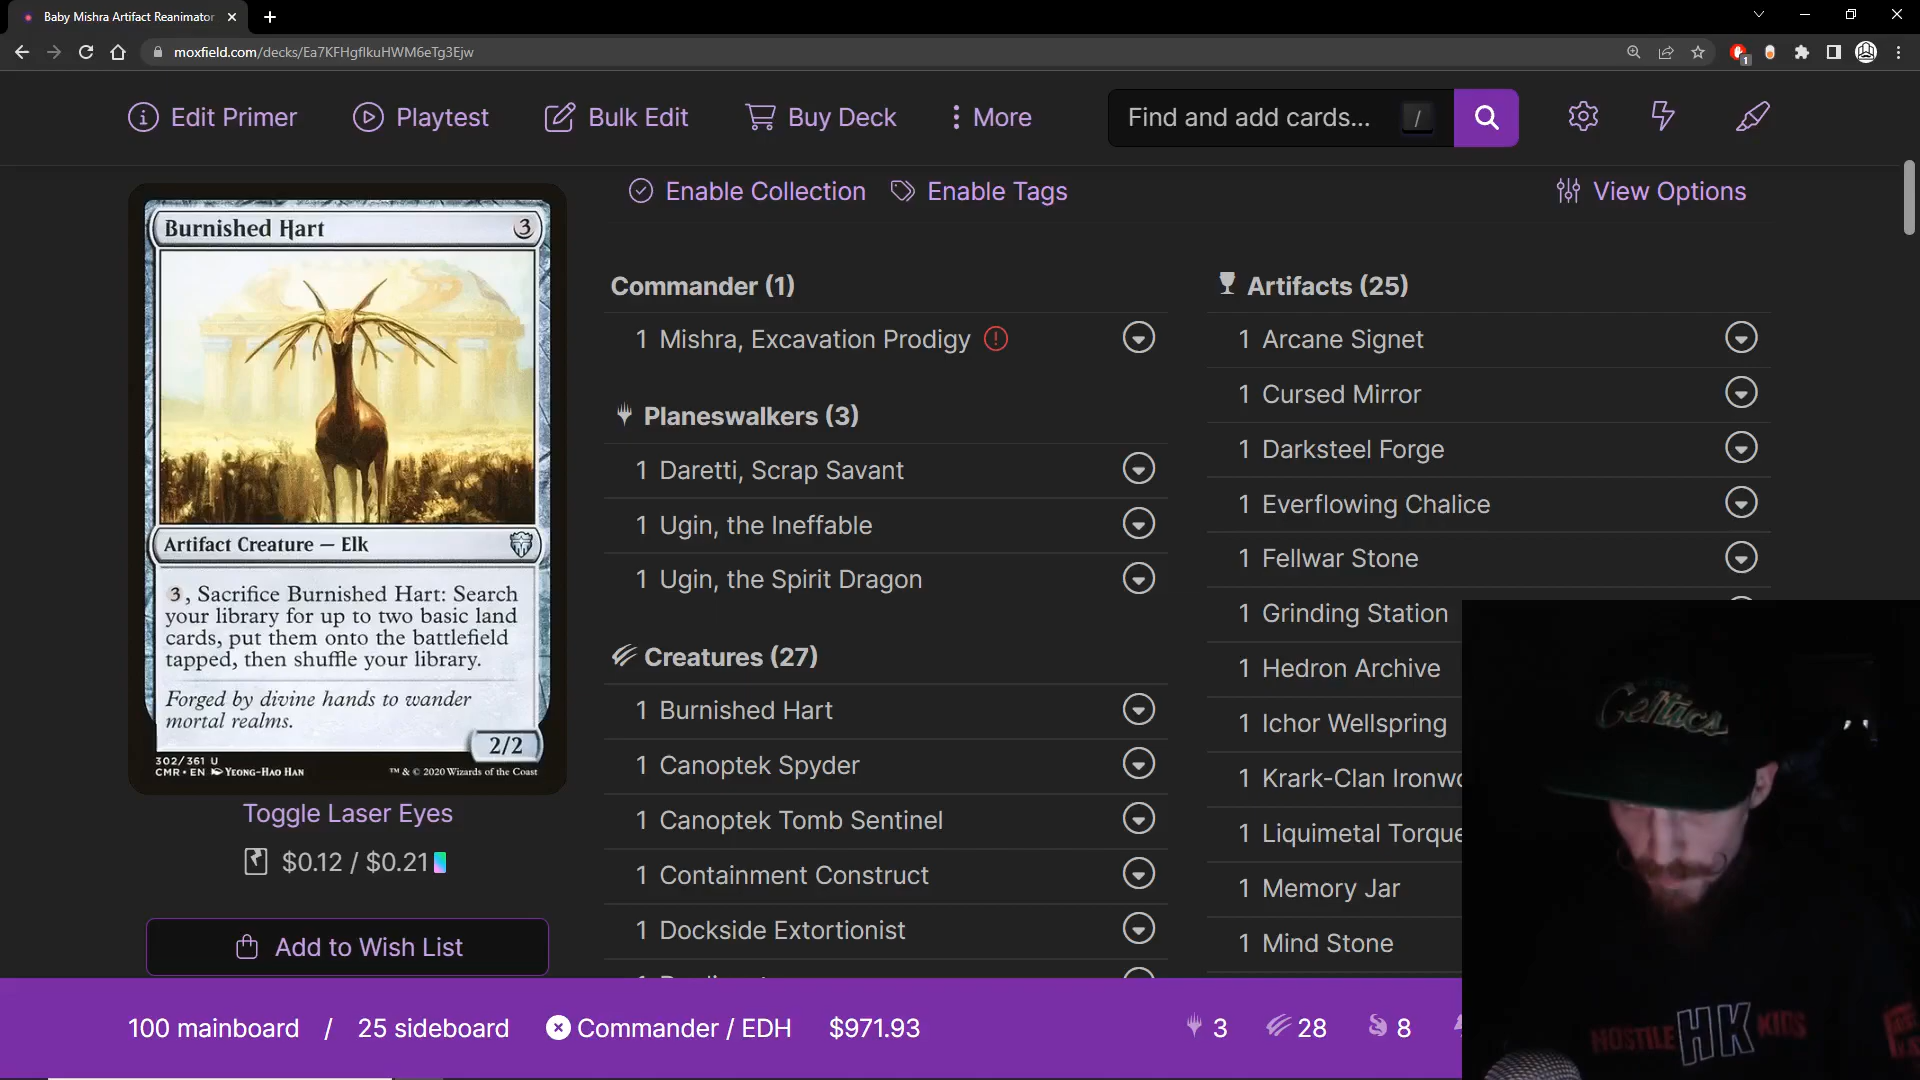 Baby Mishra Artifact Reanimator
moxfield.com/decks/Ea7KFHgflkuHWM6eTg3Ejw
1
Edit Primer
Playtest
Bulk Edit
Buy Deck
More
Find and add cards...
/
Enable Collection
Enable Tags
View Options
Burnished Hart 3
Artifact Creature — Elk
3, Sacrifice Burnished Hart: Search
your library for up to two basic land
cards, put them onto the battlefield
tapped, then shuffle your library.
Forged by divine hands to wander
mortal realms.
2/2
302/361 U
CMR • EN Yeong-Hao Han
™ & © 2020 Wizards of the Coast
Toggle Laser Eyes
$0.12 / $0.21
Add to Wish List
Commander (1)
1 Mishra, Excavation Prodigy
Planeswalkers (3)
1 Daretti, Scrap Savant
1 Ugin, the Ineffable
1 Ugin, the Spirit Dragon
Creatures (27)
1 Burnished Hart
1 Canoptek Spyder
1 Canoptek Tomb Sentinel
1 Containment Construct
1 Dockside Extortionist
Artifacts (25)
1 Arcane Signet
1 Cursed Mirror
1 Darksteel Forge
1 Everflowing Chalice
1 Fellwar Stone
1 Grinding Station
1 Hedron Archive
1 Ichor Wellspring
1 Krark-Clan Ironwo
1 Liquimetal Torque
1 Memory Jar
1 Mind Stone
Celtics
HOSTILE HK KIDS
100 mainboard / 25 sideboard
Commander / EDH
$971.93
3
28
8